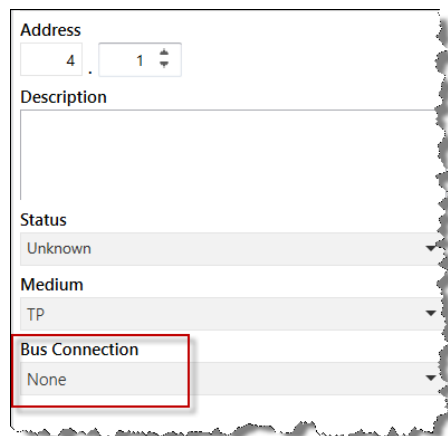 Address
4 . 1
Description
Status
Unknown
Medium
TP
Bus Connection
None